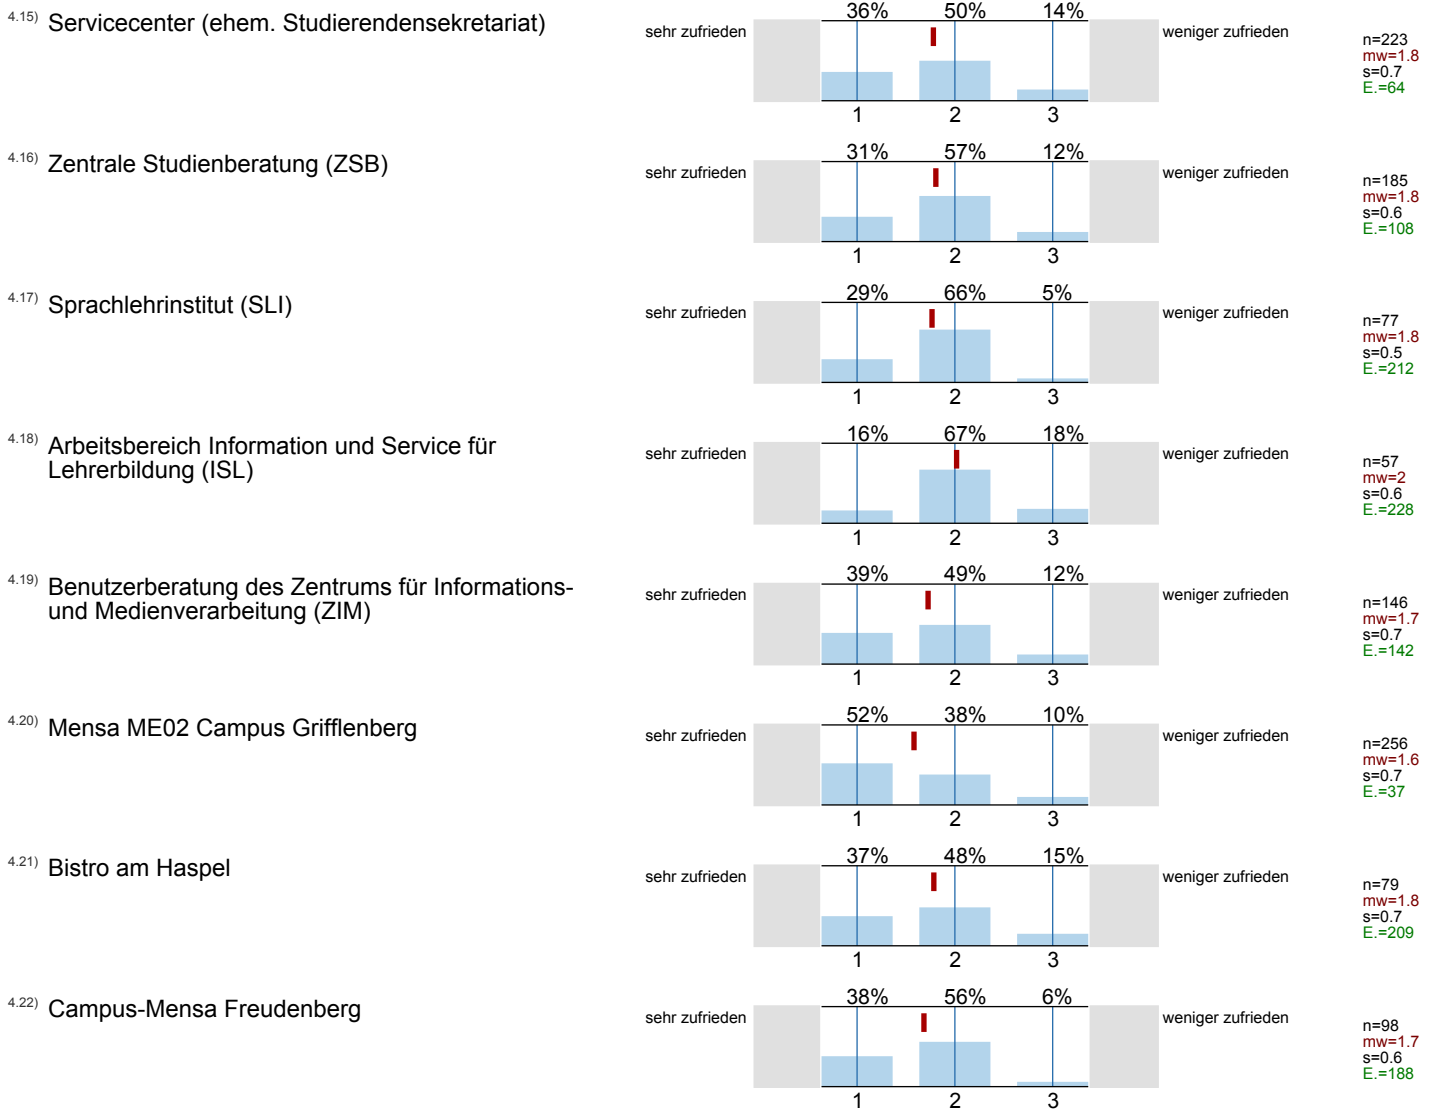 4.15) Servicecenter (ehem. Studierendensekretariat)
sehr zufrieden
36% 50% 14%
weniger zufrieden
1 2 3
n=223
mw=1.8
s=0.7
E.=64
4.16) Zentrale Studienberatung (ZSB)
sehr zufrieden
31% 57% 12%
weniger zufrieden
1 2 3
n=185
mw=1.8
s=0.6
E.=108
4.17) Sprachlehrinstitut (SLI)
sehr zufrieden
29% 66% 5%
weniger zufrieden
1 2 3
n=77
mw=1.8
s=0.5
E.=212
4.18) Arbeitsbereich Information und Service für
Lehrerbildung (ISL)
sehr zufrieden
16% 67% 18%
weniger zufrieden
1 2 3
n=57
mw=2
s=0.6
E.=228
4.19) Benutzerberatung des Zentrums für Informations-
und Medienverarbeitung (ZIM)
sehr zufrieden
39% 49% 12%
weniger zufrieden
1 2 3
n=146
mw=1.7
s=0.7
E.=142
4.20) Mensa ME02 Campus Grifflenberg
sehr zufrieden
52% 38% 10%
weniger zufrieden
1 2 3
n=256
mw=1.6
s=0.7
E.=37
4.21) Bistro am Haspel
sehr zufrieden
37% 48% 15%
weniger zufrieden
1 2 3
n=79
mw=1.8
s=0.7
E.=209
4.22) Campus-Mensa Freudenberg
sehr zufrieden
38% 56% 6%
weniger zufrieden
1 2 3
n=98
mw=1.7
s=0.6
E.=188